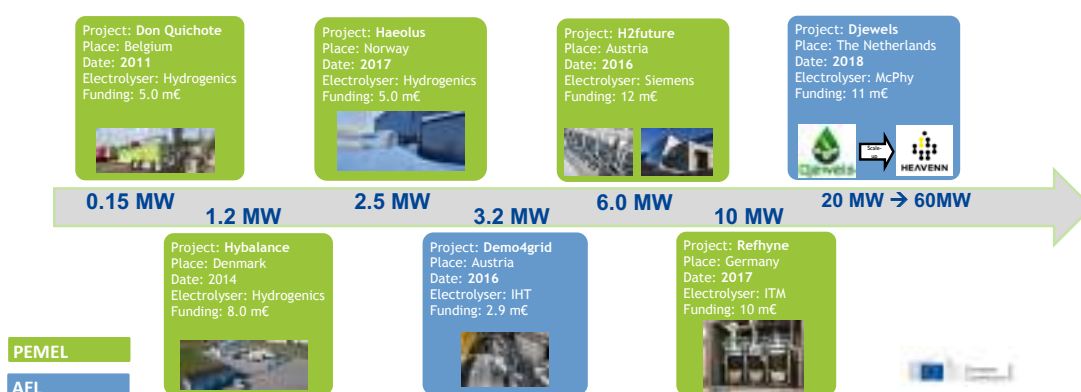 Project: Don Quichote
Place: Belgium
Date: 2011
Electrolyser: Hydrogenics
Funding: 5.0 m€
Project: Haeolus
Place: Norway
Date: 2017
Electrolyser: Hydrogenics
Funding: 5.0 m€
Project: H2future
Place: Austria
Date: 2016
Electrolyser: Siemens
Funding: 12 m€
Project: Djewels
Place: The Netherlands
Date: 2018
Electrolyser: McPhy
Funding: 11 m€
Djewels
Scale-
up
HEAVENN
0.15 MW
1.2 MW
2.5 MW
3.2 MW
6.0 MW
10 MW
20 MW → 60MW
Project: Hybalance
Place: Denmark
Date: 2014
Electrolyser: Hydrogenics
Funding: 8.0 m€
Project: Demo4grid
Place: Austria
Date: 2016
Electrolyser: IHT
Funding: 2.9 m€
Project: Refhyne
Place: Germany
Date: 2017
Electrolyser: ITM
Funding: 10 m€
PEMEL
AEL